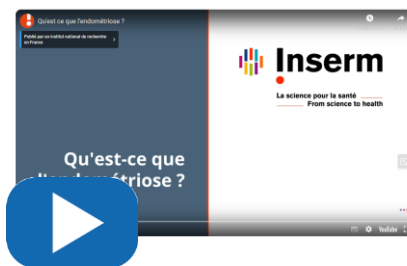 Qu'est ce que l'endométriose ?
Publié par un institut national de recherche
en France
Inserm
La science pour la santé
From science to health
Qu'est-ce que
l'endométriose ?
YouTube